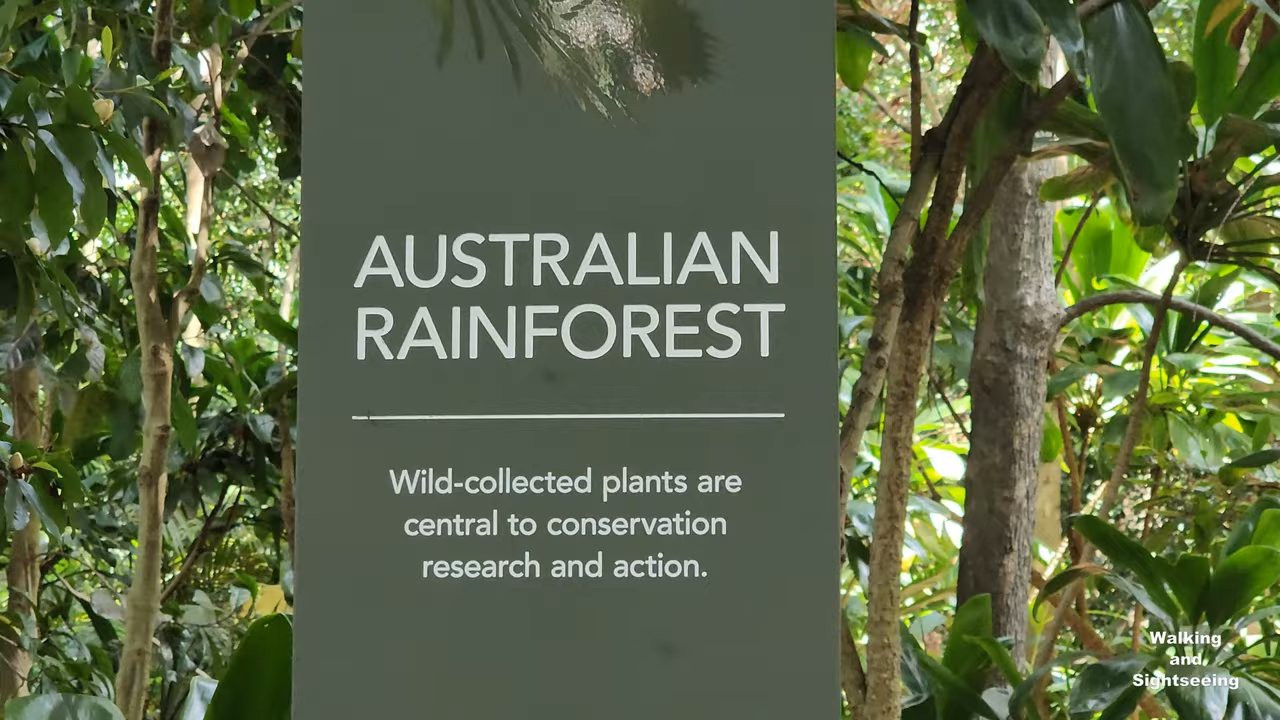 AUSTRALIAN
RAINFOREST
Wild-collected plants are
central to conservation
research and action.
Walking
and
Sightseeing